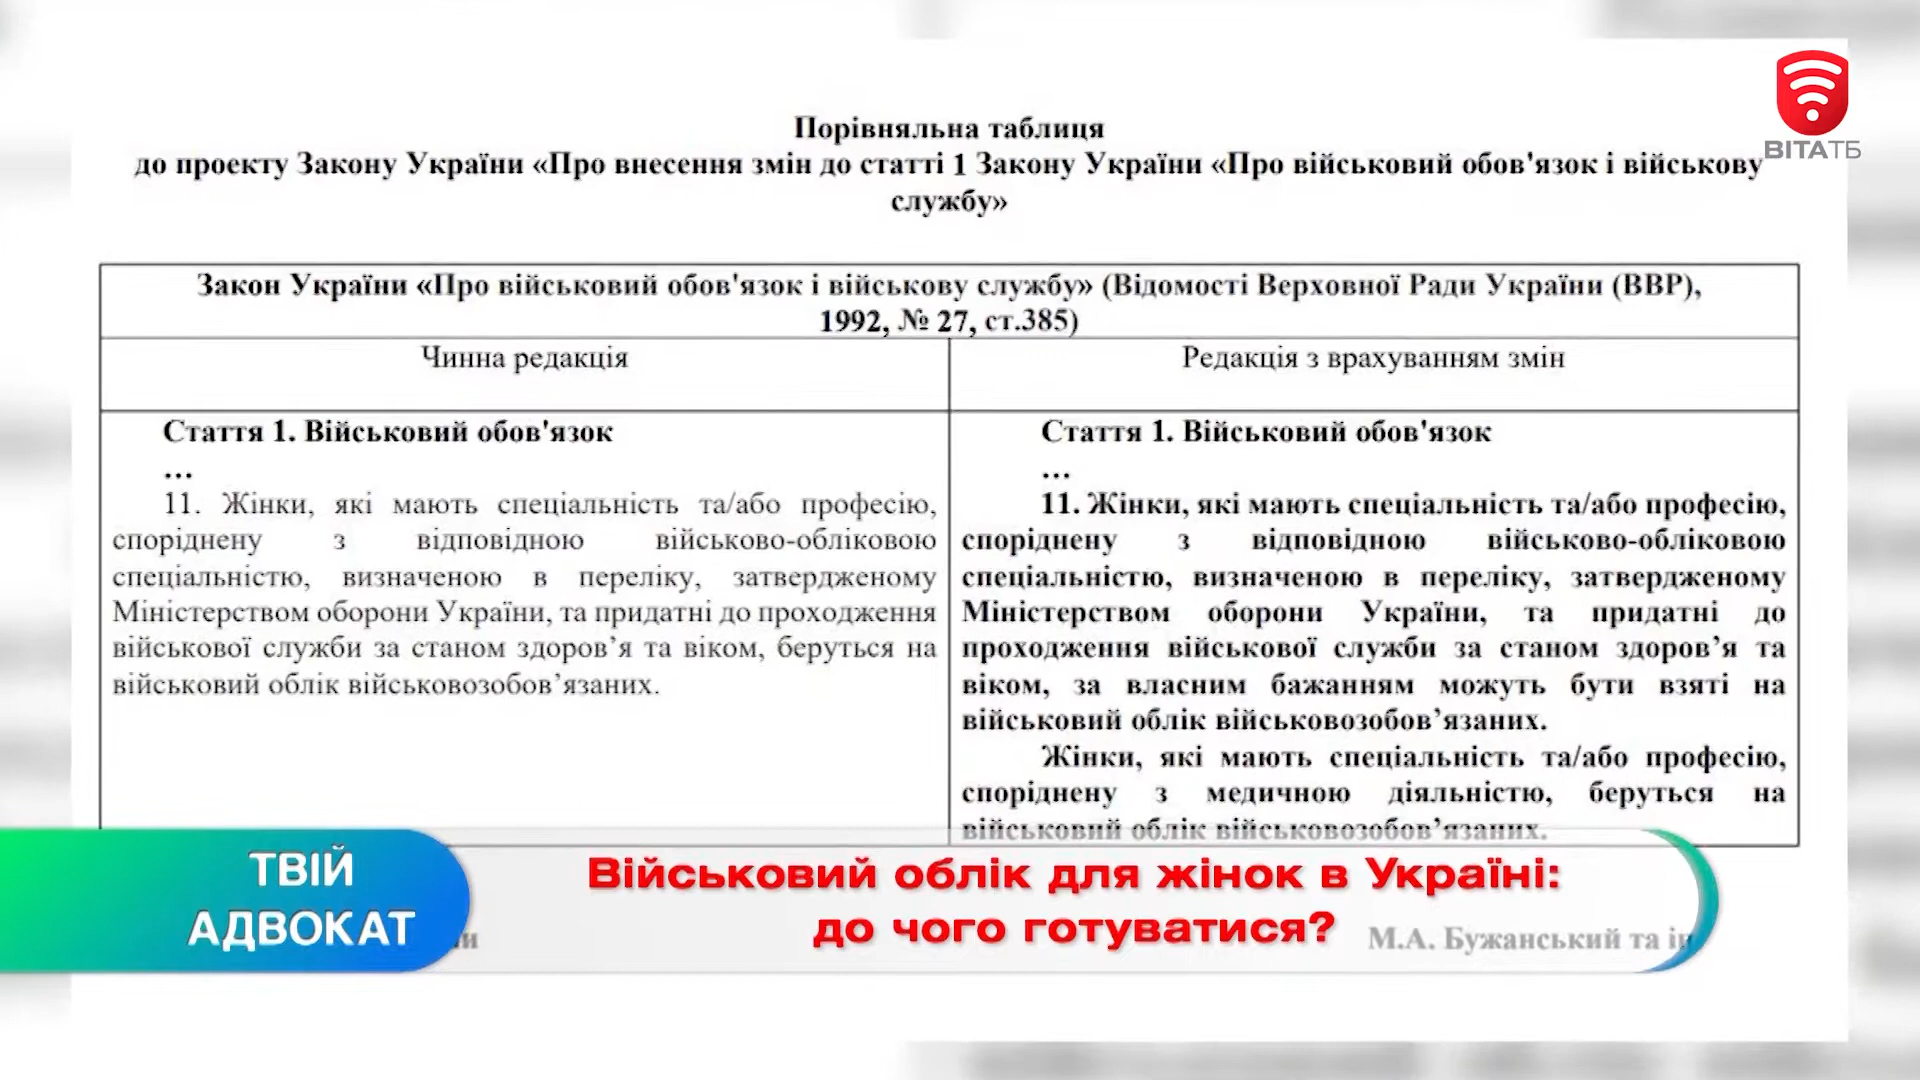 ВІТАТБ
Порівняльна таблиця
до проекту Закону України «Про внесення змін до статті 1 Закону України «Про військовий обов'язок і військову
службу»
Закон України «Про військовий обов'язок і військову службу» (Відомості Верховної Ради України (ВВР),
1992, № 27, ст.385)
Чинна редакція
Редакція з врахуванням змін
Стаття 1. Військовий обов'язок
...
11. Жінки, які мають спеціальність та/або професію,
споріднену з відповідною військово-обліковою
спеціальністю, визначеною в переліку, затвердженому
Міністерством оборони України, та придатні до проходження
військової служби за станом здоров’я та віком, беруться на
військовий облік військовозобов’язаних.
Стаття 1. Військовий обов'язок
...
11. Жінки, які мають спеціальність та/або професію,
споріднену з відповідною військово-обліковою
спеціальністю, визначеною в переліку, затвердженому
Міністерством оборони України, та придатні до
проходження військової служби за станом здоров’я та
віком, за власним бажанням можуть бути взяті на
військовий облік військовозобов’язаних.
Жінки, які мають спеціальність та/або професію,
споріднену з медичною діяльністю, беруться на
військовий облік військовозобов’язаних.
ТВІЙ
АДВОКАТ
Військовий облік для жінок в Україні:
до чого готуватися?
М.А. Бужанський та